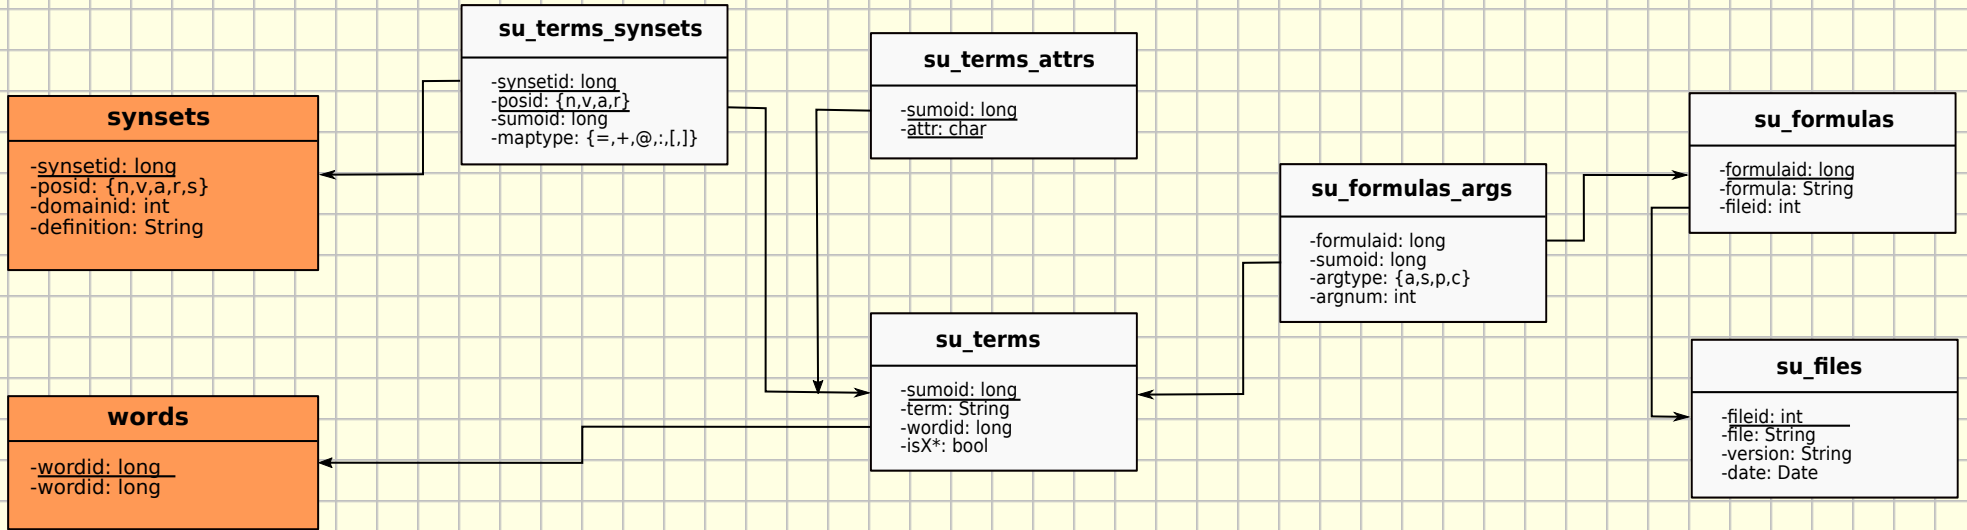 su_terms_synsets
-synsetid: long
-posid: {n,v,a,r}
-sumoid: long
-maptype: {=,+,@,:,[,]}
su_terms_attrs
-sumoid: long
-attr: char
synsets
-synsetid: long
-posid: {n,v,a,r,s}
-domainid: int
-definition: String
su_formulas
-formulaid: long
-formula: String
-fileid: int
su_formulas_args
-formulaid: long
-sumoid: long
-argtype: {a,s,p,c}
-argnum: int
su_terms
-sumoid: long
-term: String
-wordid: long
-isX*: bool
su_files
-fileid: int
-file: String
-version: String
-date: Date
words
-wordid: long
-wordid: long